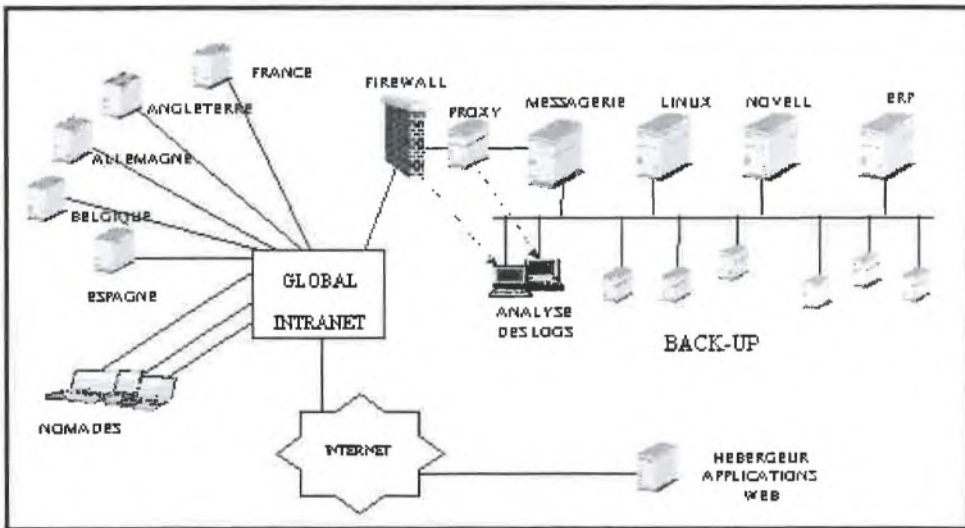 FRANCE
ANGLETERRE
ALLEMAGNE
BELGIQUE
ESPAGNE
NOMADES
GLOBAL
INTRANET
FIREWALL
PROXY
MESSAGERIE
LINUX
NOVELL
ERP
ANALYSE
DES LOGS
BACK-UP
INTERNET
HEBERGEUR
APPLICATIONS
WEB